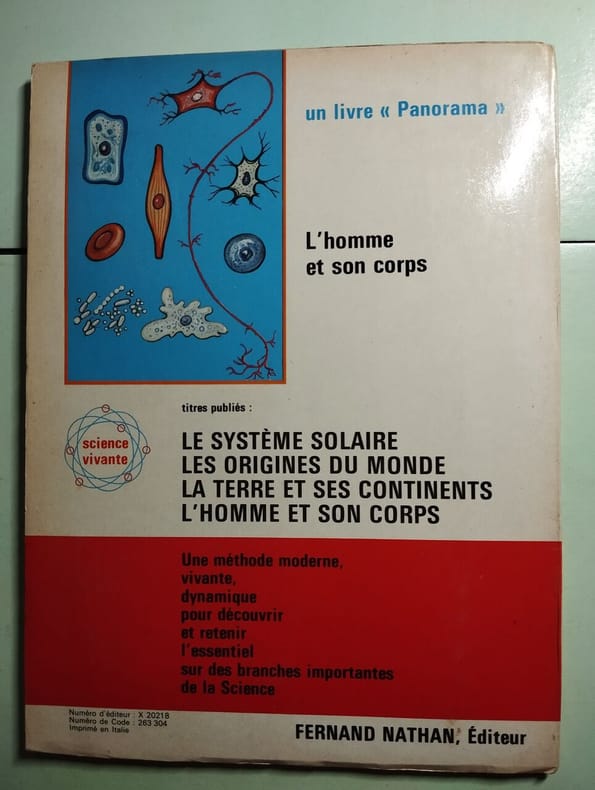 un livre « Panorama »
L'homme
et son corps
titres publiés :
science
vivante
LE SYSTÈME SOLAIRE
LES ORIGINES DU MONDE
LA TERRE ET SES CONTINENTS
L'HOMME ET SON CORPS
Une méthode moderne,
vivante,
dynamique
pour découvrir
et retenir
l'essentiel
sur des branches importantes
de la Science
Numéro d'éditeur : X 20218
Numéro de Code : 263 304
Imprimé en Italie
FERNAND NATHAN, Éditeur